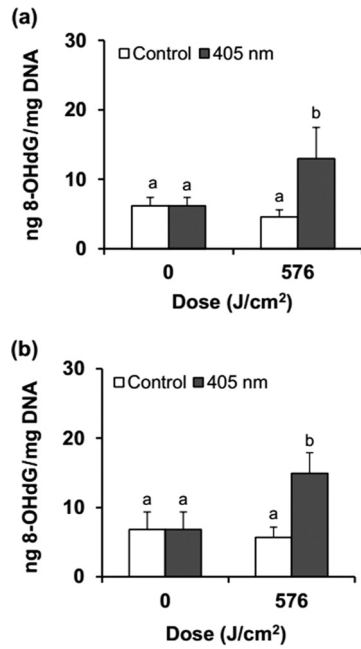 (a)
30
20
10
0
ng 8-OHdG/mg DNA
Control 405 nm
a a a b
0 576
Dose (J/cm²)
(b)
30
20
10
0
ng 8-OHdG/mg DNA
Control 405 nm
a a a b
0 576
Dose (J/cm²)